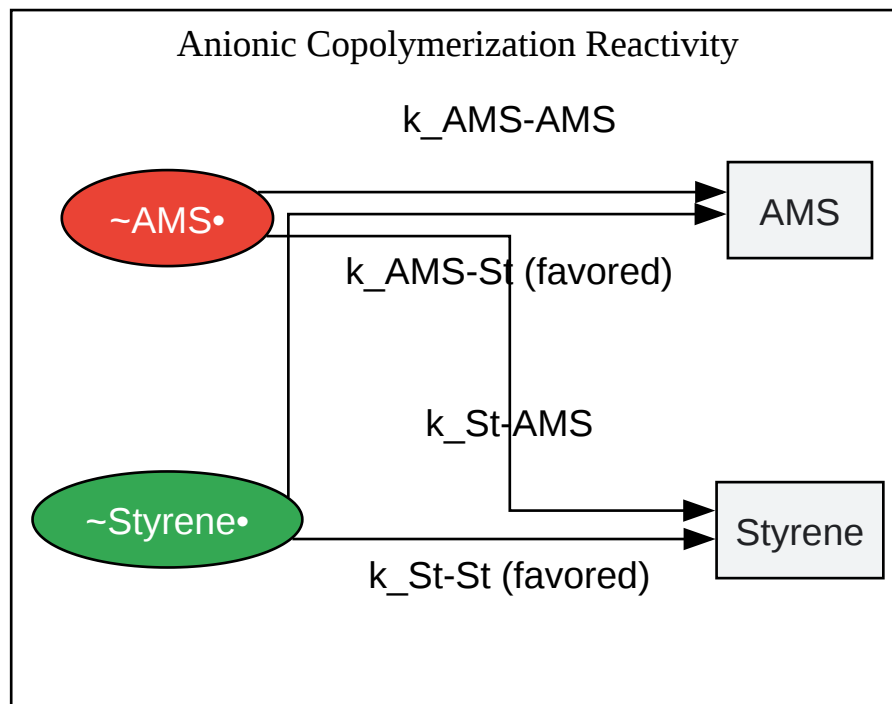 Anionic Copolymerization Reactivity
k_AMS-AMS
~AMS•
AMS
k_AMS-St (favored)
k_St-AMS
~Styrene•
Styrene
k_St-St (favored)